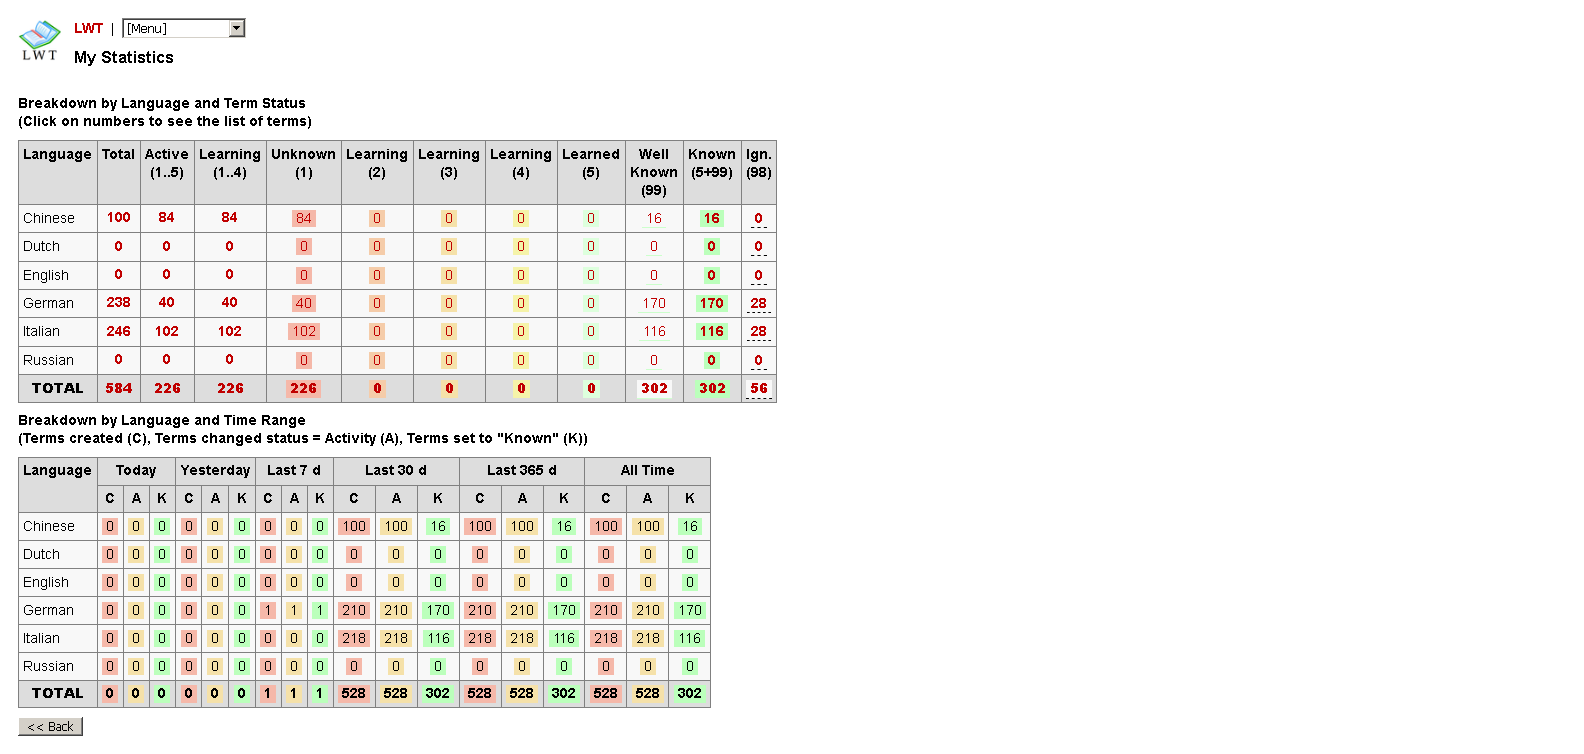 LWT | [Menu]
LWT
My Statistics
Breakdown by Language and Term Status
(Click on numbers to see the list of terms)
Language Total Active (1..5) Learning (1..4) Unknown (1) Learning (2) Learning (3) Learning (4) Learned (5) Well Known (99) Known (5+99) Ign. (98)
Chinese 100 84 84 84 0 0 0 0 16 16 0
Dutch 0 0 0 0 0 0 0 0 0 0 0
English 0 0 0 0 0 0 0 0 0 0 0
German 238 40 40 40 0 0 0 0 170 170 28
Italian 246 102 102 102 0 0 0 0 116 116 28
Russian 0 0 0 0 0 0 0 0 0 0 0
TOTAL 584 226 226 226 0 0 0 0 302 302 56
Breakdown by Language and Time Range
(Terms created (C), Terms changed status = Activity (A), Terms set to "Known" (K))
Language Today Yesterday Last 7 d Last 30 d Last 365 d All Time
C A K C A K C A K C A K C A K C A K
Chinese 0 0 0 0 0 0 0 0 0 100 100 16 100 100 16 100 100 16
Dutch 0 0 0 0 0 0 0 0 0 0 0 0 0 0 0 0 0 0
English 0 0 0 0 0 0 0 0 0 0 0 0 0 0 0 0 0 0
German 0 0 0 0 0 0 1 1 1 210 210 170 210 210 170 210 210 170
Italian 0 0 0 0 0 0 0 0 0 218 218 116 218 218 116 218 218 116
Russian 0 0 0 0 0 0 0 0 0 0 0 0 0 0 0 0 0 0
TOTAL 0 0 0 0 0 0 1 1 1 528 528 302 528 528 302 528 528 302
<< Back